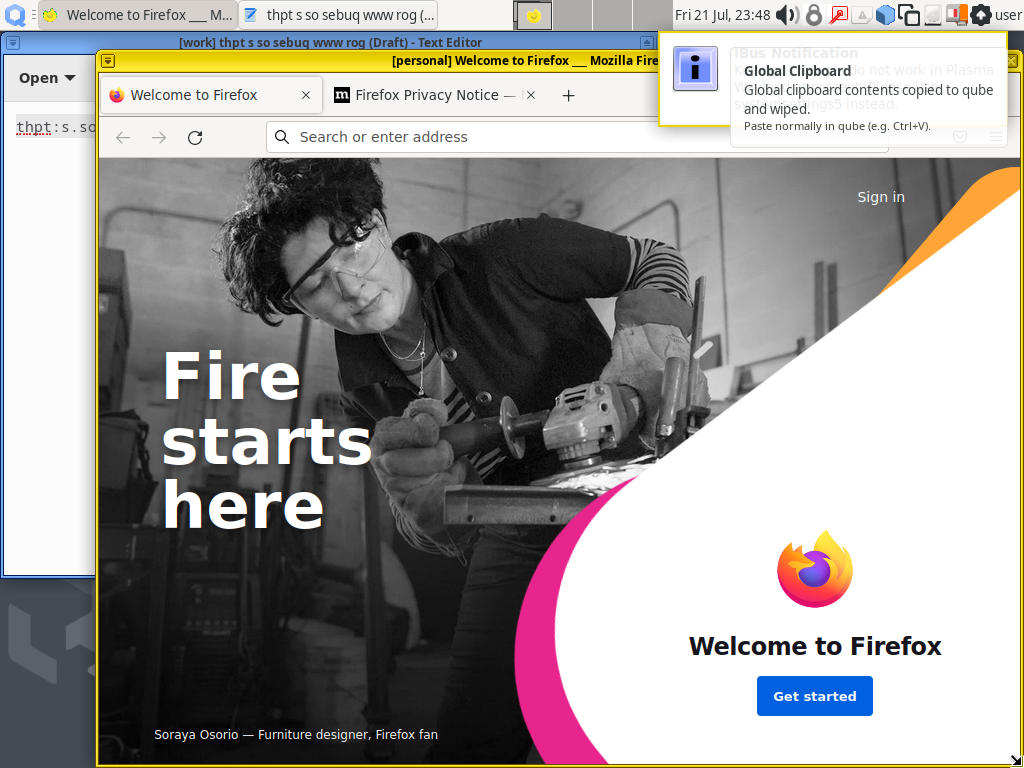 Welcome to Firefox ___ M...
thpt s so sebuq www rog (...
Fri 21 Jul, 23:48
user
[work] thpt s so sebuq www rog (Draft) - Text Editor
Open
thpt:s.so
[personal] Welcome to Firefox ___ Mozilla Fire
Welcome to Firefox
Firefox Privacy Notice —
Search or enter address
IBus Notification
Global Clipboard
Global clipboard contents copied to qube
and wiped.
Paste normally in qube (e.g. Ctrl+V).
Sign in
Fire
starts
here
Welcome to Firefox
Get started
Soraya Osorio — Furniture designer, Firefox fan